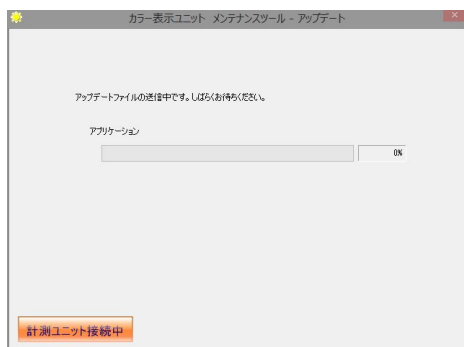 カラー表示ユニット メンテナンスツール - アップデート
アップデートファイルの送信中です。しばらくお待ちください。
アプリケーション
0%
計測ユニット接続中